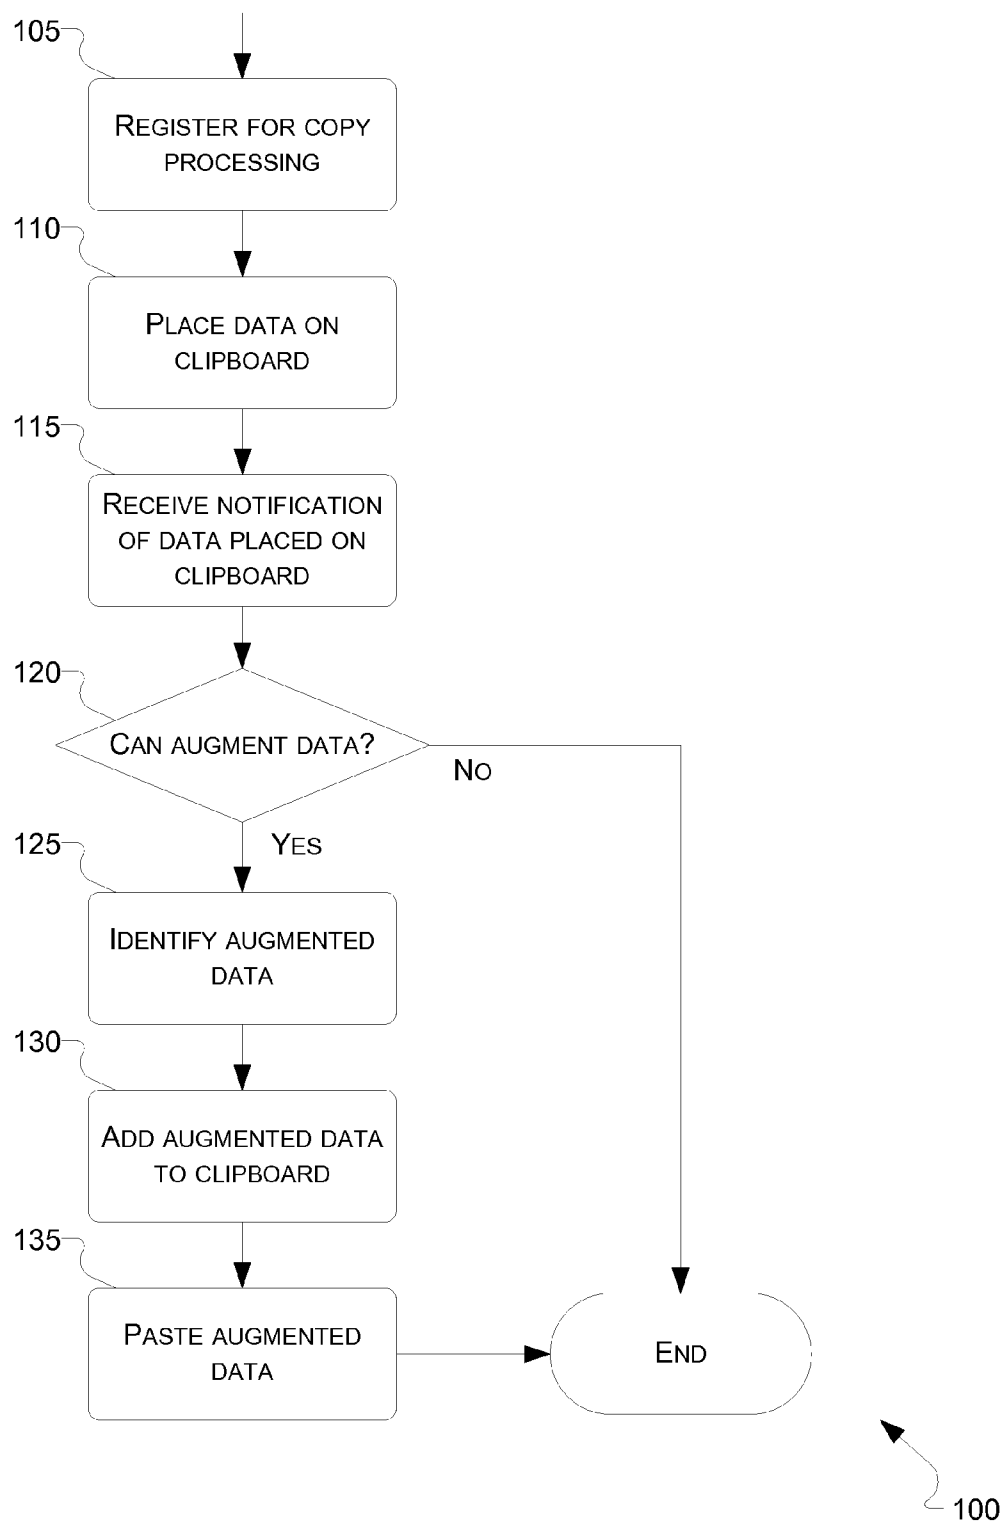 105
REGISTER FOR COPY
PROCESSING
110
PLACE DATA ON
CLIPBOARD
115
RECEIVE NOTIFICATION
OF DATA PLACED ON
CLIPBOARD
120
CAN AUGMENT DATA?
NO
YES
125
IDENTIFY AUGMENTED
DATA
130
ADD AUGMENTED DATA
TO CLIPBOARD
135
PASTE AUGMENTED
DATA
END
100